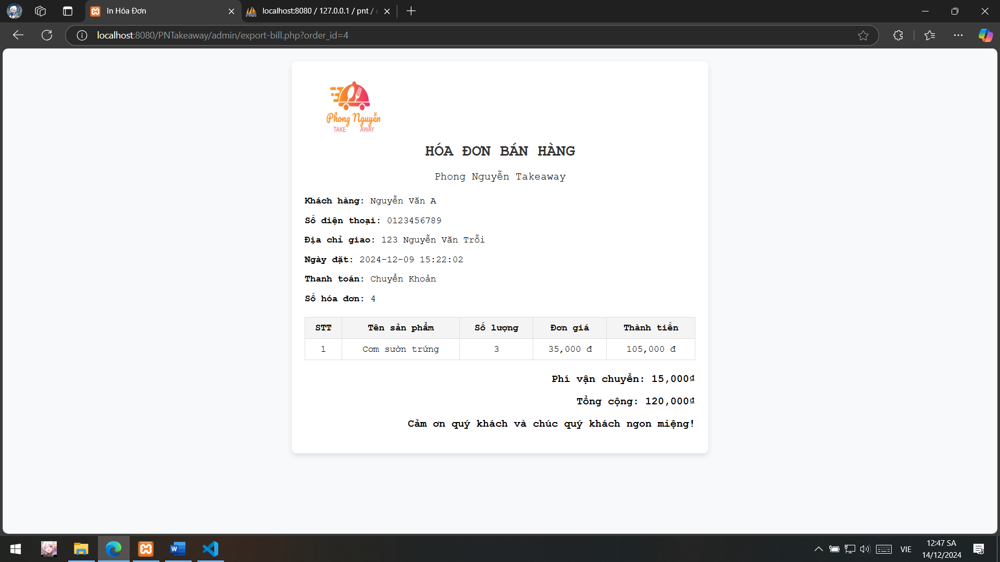 In Hóa Đơn
localhost:8080 / 127.0.0.1 / pnt /
localhost:8080/PNTakeaway/admin/export-bill.php?order_id=4
Phong Nguyễn
TAKE AWAY
HÓA ĐƠN BÁN HÀNG
Phong Nguyễn Takeaway
Khách hàng: Nguyễn Văn A
Số điện thoại: 0123456789
Địa chỉ giao: 123 Nguyễn Văn Trỗi
Ngày đặt: 2024-12-09 15:22:02
Thanh toán: Chuyển Khoản
Số hóa đơn: 4
STT Tên sản phẩm Số lượng Đơn giá Thành tiền
1 Cơm sườn trứng 3 35,000 đ 105,000 đ
Phí vận chuyển: 15,000₫
Tổng cộng: 120,000₫
Cảm ơn quý khách và chúc quý khách ngon miệng!
VIE
12:47 SA
14/12/2024